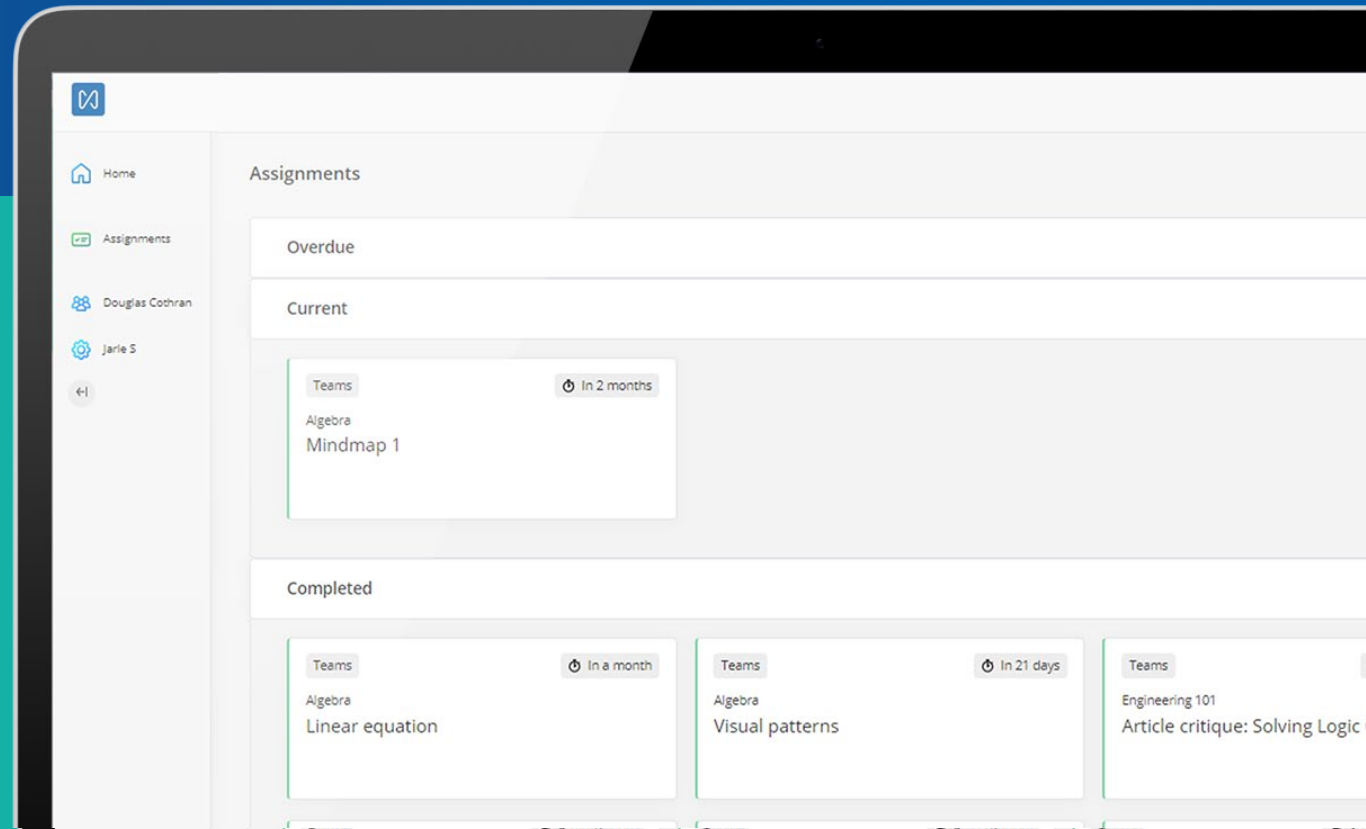 Home
Assignments
Douglas Cothran
Jarle S
Assignments
Overdue
Current
Teams
In 2 months
Algebra
Mindmap 1
Completed
Teams
In a month
Algebra
Linear equation
Teams
In 21 days
Algebra
Visual patterns
Teams
Engineering 101
Article critique: Solving Logic